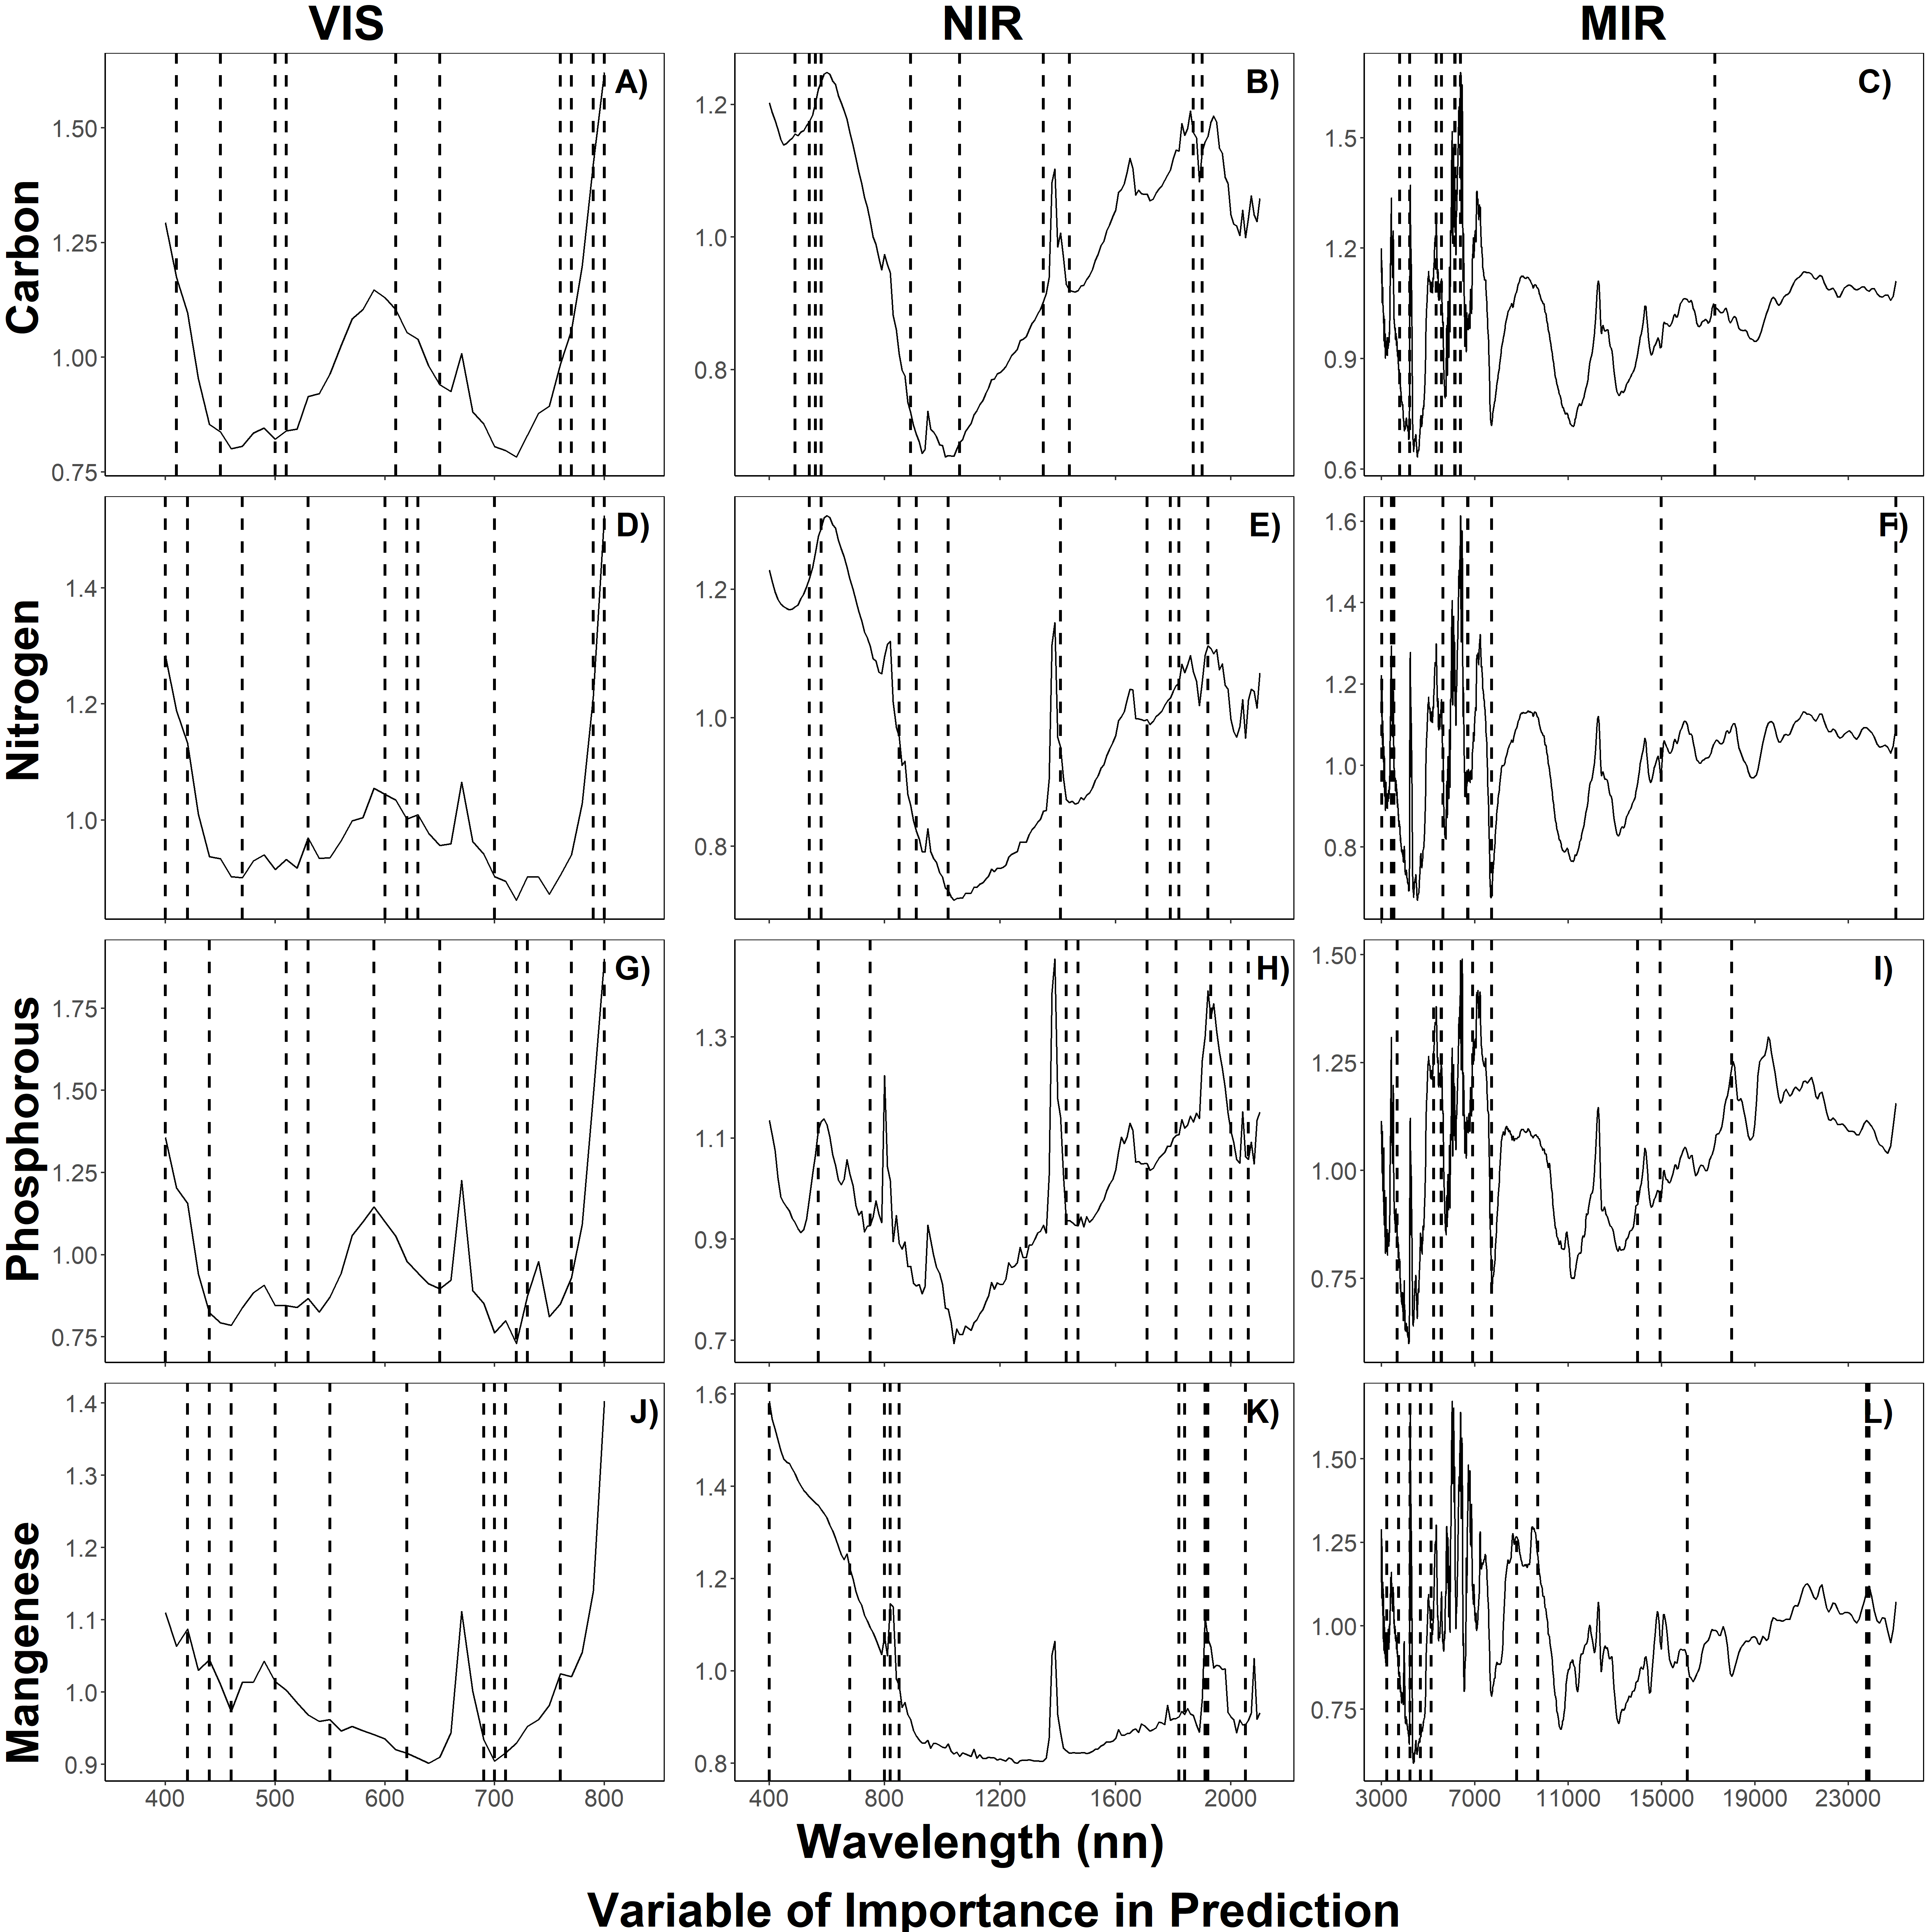 VIS NIR MIR
Carbon
A)
1.50
1.25
1.00
0.75
B)
1.2
1.0
0.8
C)
1.5
1.2
0.9
0.6
Nitrogen
D)
1.4
1.2
1.0
E)
1.2
1.0
0.8
F)
1.6
1.4
1.2
1.0
0.8
Phosphorous
G)
1.75
1.50
1.25
1.00
0.75
H)
1.3
1.1
0.9
0.7
I)
1.50
1.25
1.00
0.75
Mangenese
J)
1.4
1.3
1.2
1.1
1.0
0.9
K)
1.6
1.4
1.2
1.0
0.8
L)
1.50
1.25
1.00
0.75
400 500 600 700 800
400 800 1200 1600 2000
3000 7000 11000 15000 19000 23000
Wavelength (nn)
Variable of Importance in Prediction